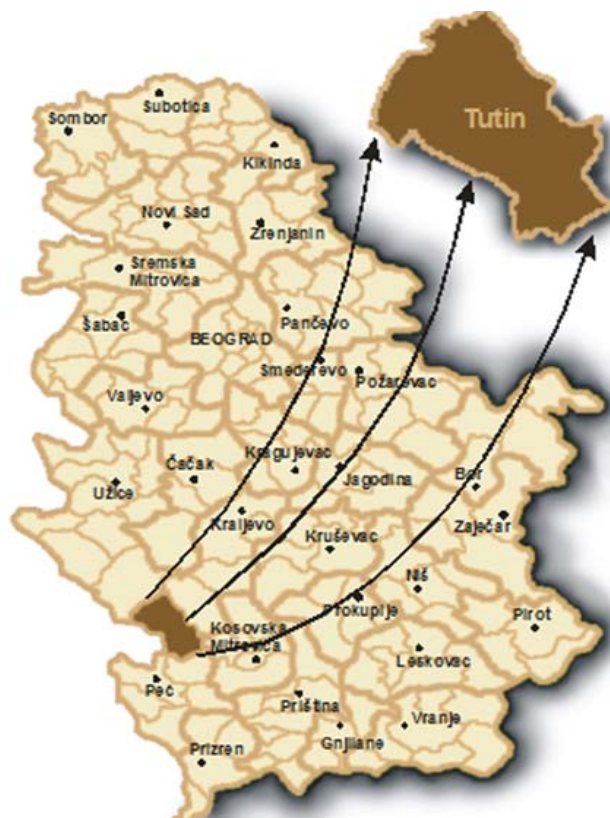 Tutin
Subotica
Sombor
Kikinda
Novi Sad
Zrenjanin
Sremska
Mitrovica
Šabac
Pančevo
BEOGRAD
Smederevo
Požarevac
Valjevo
Čačak
Kragujevac
Jagodina
Bor
Užice
Kraljevo
Zaječar
Kruševac
Niš
Prokuplje
Pirot
Kosovska
Mitrovica
Leskovac
Peć
Priština
Vranje
Gnjilane
Prizren